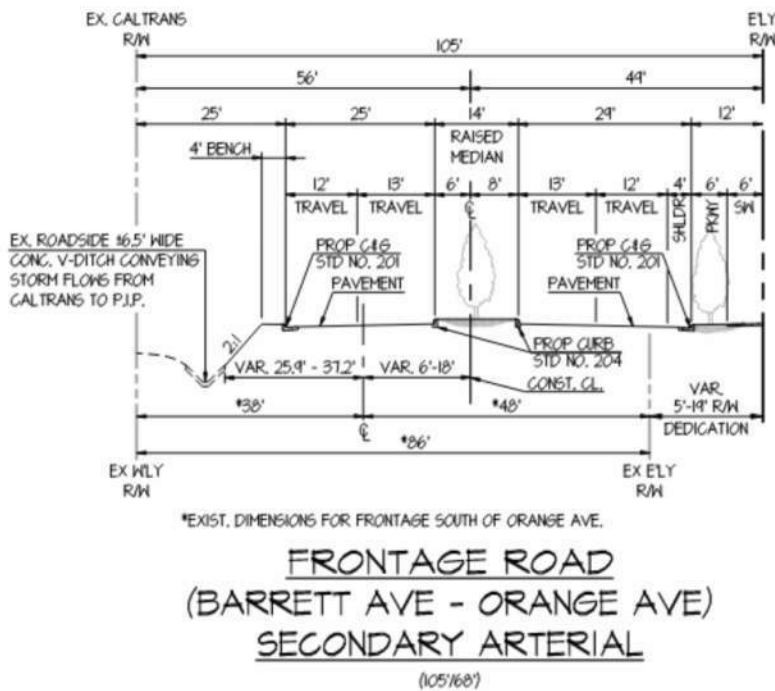 EX. CALTRANS
R/W
E'LY
R/W
105'
56'
49'
25'
25'
14'
29'
12'
4' BENCH
RAISED
MEDIAN
12'
13'
6'
8'
13'
12'
4'
6'
6'
TRAVEL
TRAVEL
℄
TRAVEL
TRAVEL
SHLDR.
PKWY
SW
EX. ROADSIDE ±6.5' WIDE
CONC. V-DITCH CONVEYING
STORM FLOWS FROM
CALTRANS TO P.I.P.
PROP C&G
STD NO. 201
PAVEMENT
PROP C&G
STD NO. 201
PAVEMENT
2:1
PROP CURB
STD NO. 204
VAR. 25.9' - 37.2'
VAR. 6'-18'
CONST. CL.
VAR.
5'-19' R/W
DEDICATION
*38'
*48'
℄
*86'
EX W'LY
R/W
EX E'LY
R/W
*EXIST. DIMENSIONS FOR FRONTAGE SOUTH OF ORANGE AVE.
FRONTAGE ROAD
(BARRETT AVE - ORANGE AVE)
SECONDARY ARTERIAL
(105'/68')